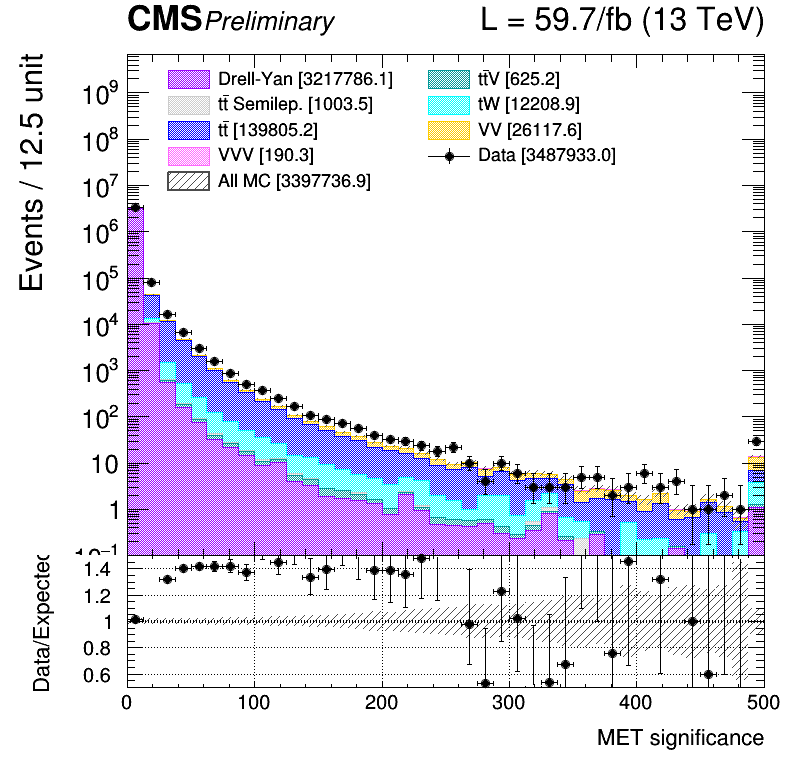 CMS Preliminary L = 59.7/fb (13 TeV)
Events / 12.5 unit
Drell-Yan [3217786.1]
tt̄ Semilep. [1003.5]
tt̄ [139805.2]
VVV [190.3]
All MC [3397736.9]
tt̄V [625.2]
tW [12208.9]
VV [26117.6]
Data [3487933.0]
10⁹
10⁸
10⁷
10⁶
10⁵
10⁴
10³
10²
10
1
10⁻¹
Data/Expected
1.4
1.2
1
0.8
0.6
0 100 200 300 400 500
MET significance